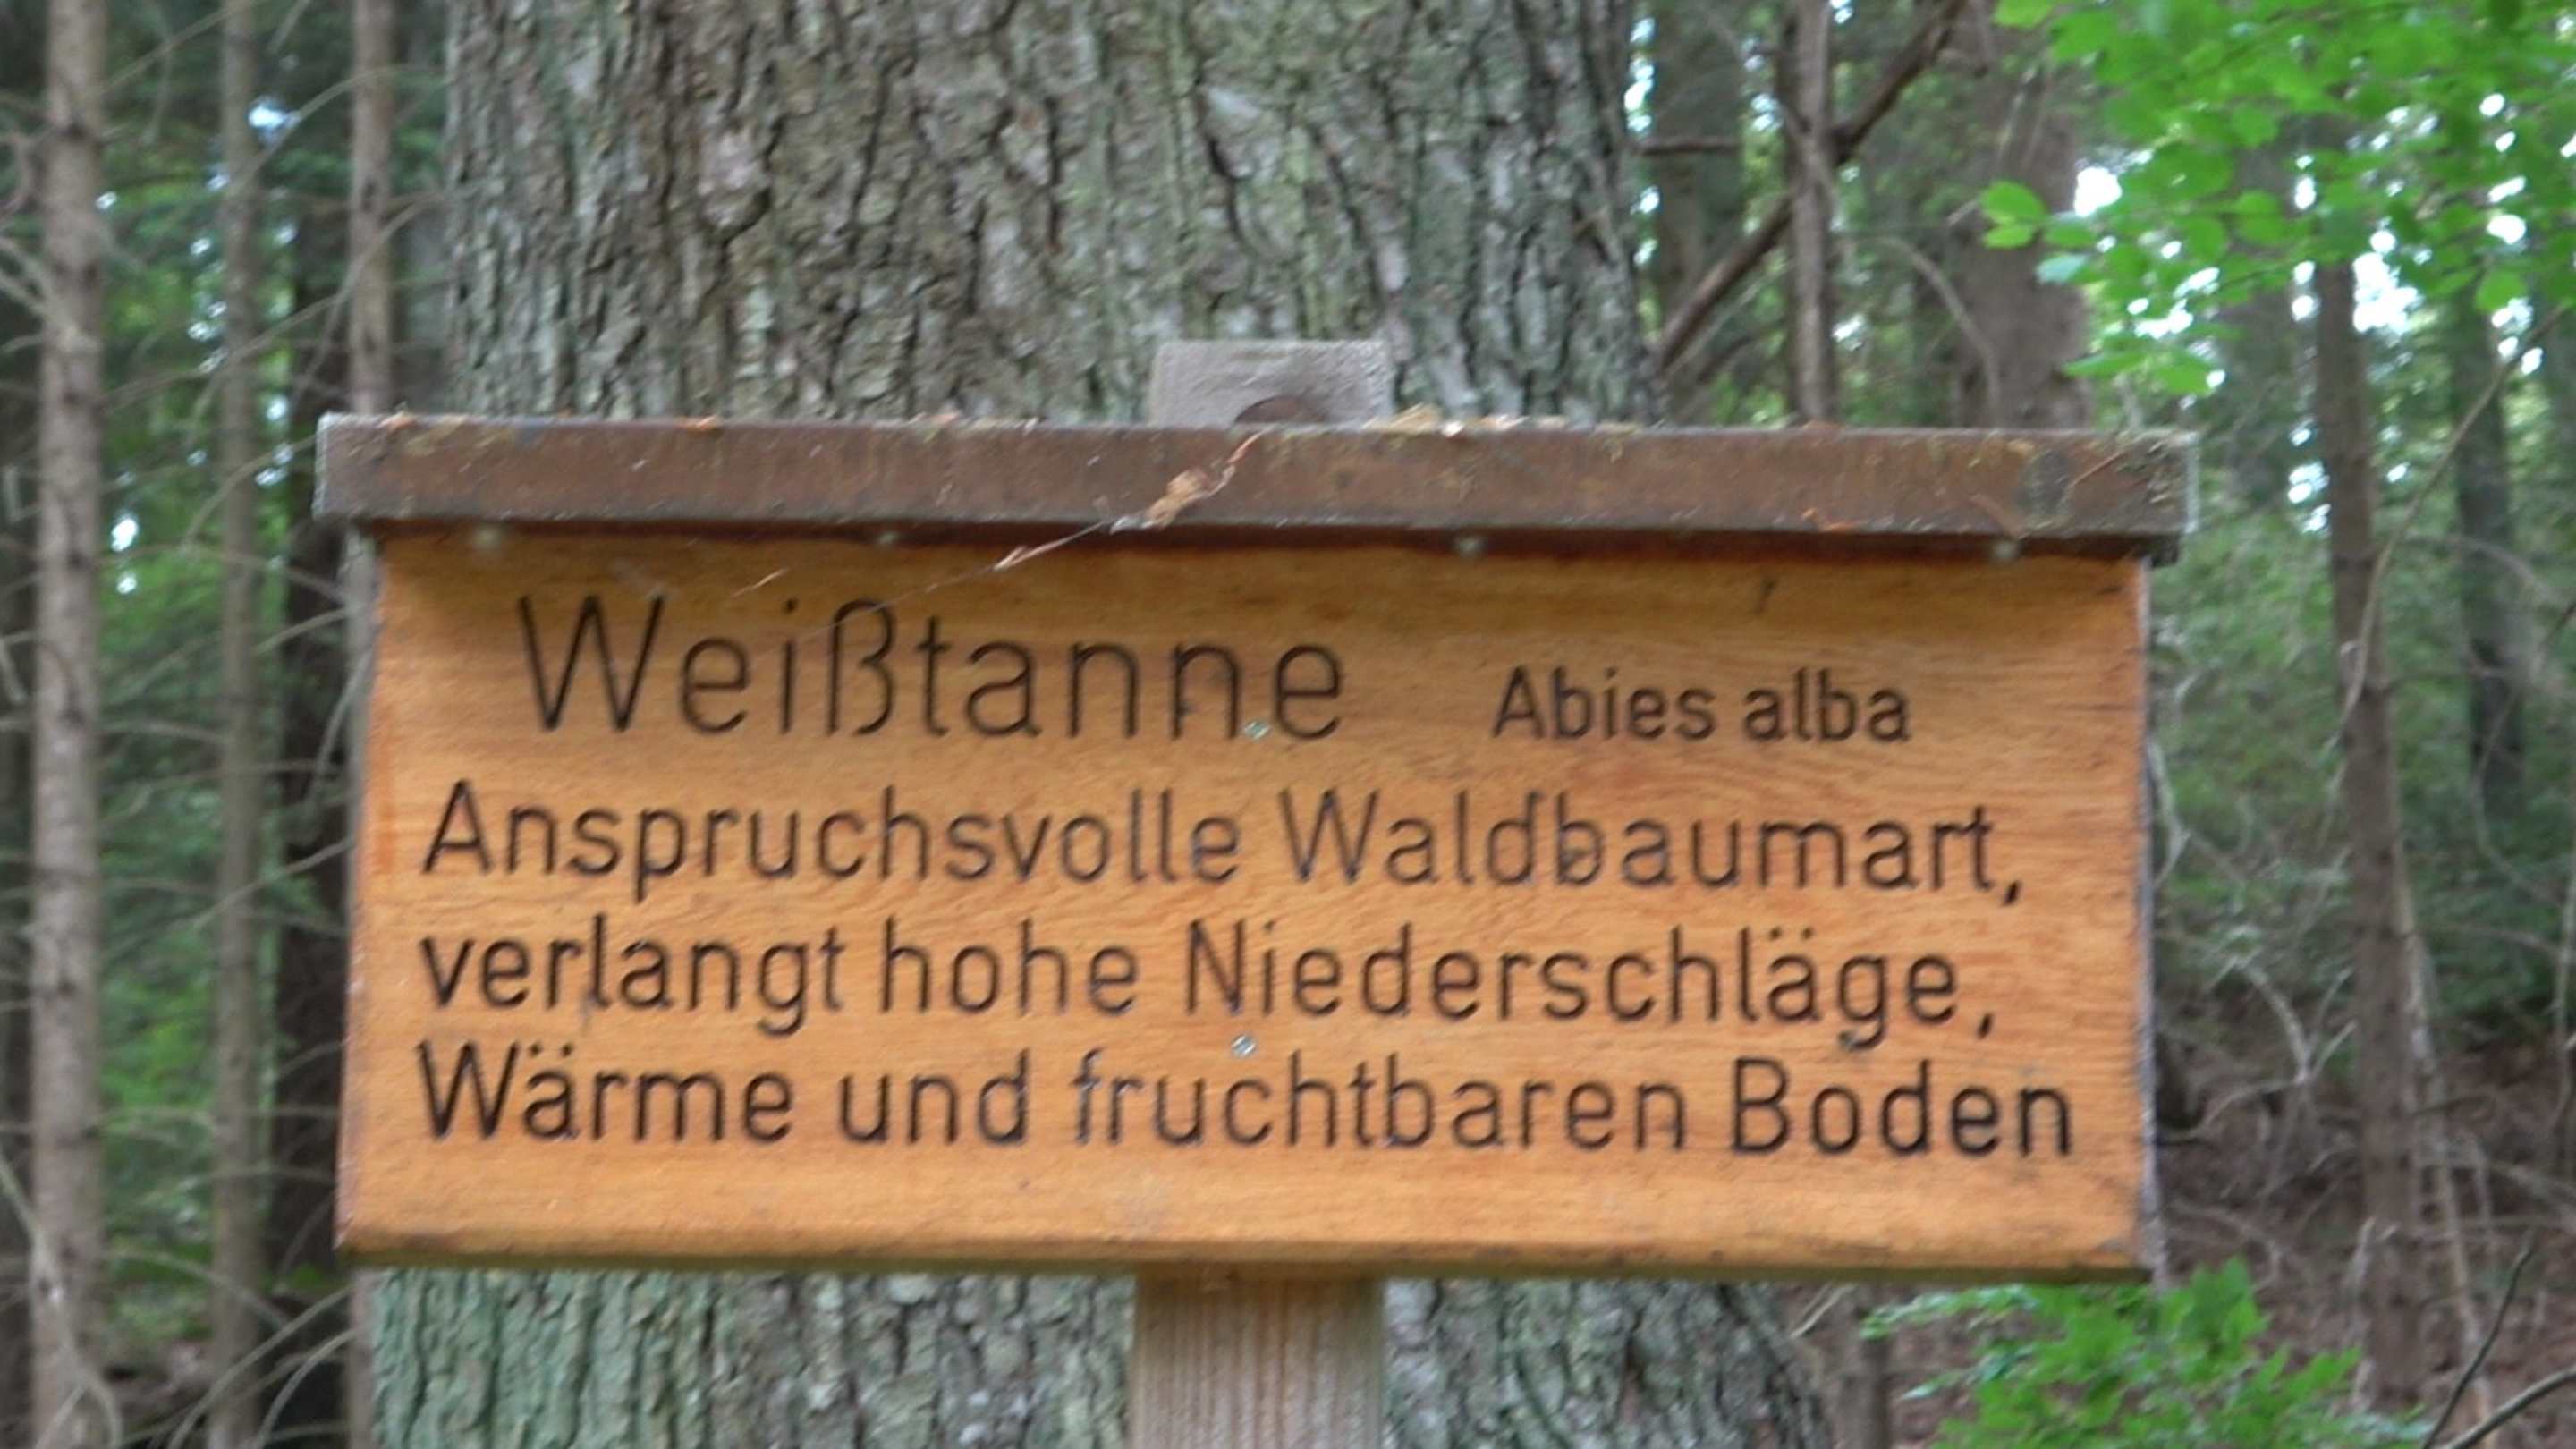 Weißtanne Abies alba
Anspruchsvolle Waldbaumart,
verlangt hohe Niederschläge,
Wärme und fruchtbaren Boden